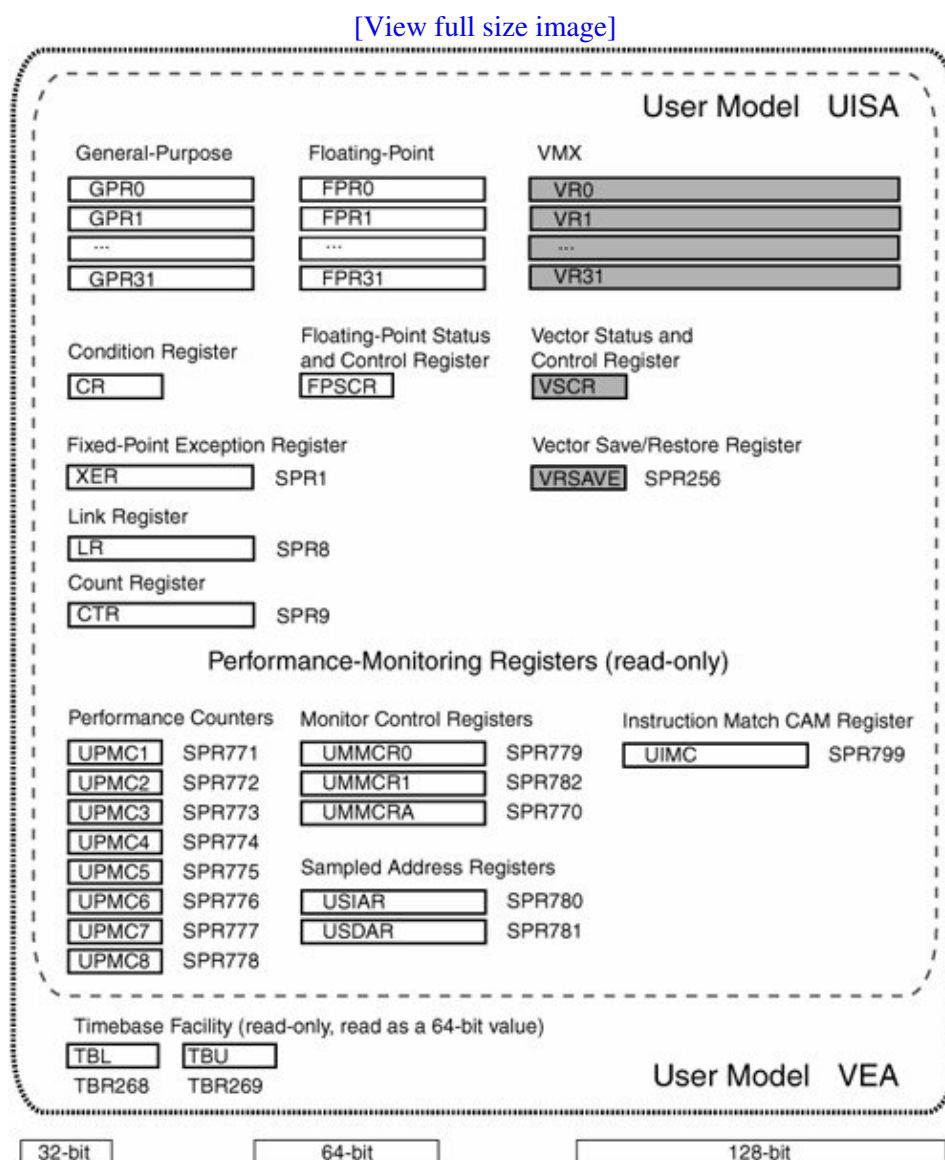 [View full size image]
User Model UISA
General-Purpose Floating-Point VMX
GPR0 FPR0 VR0
GPR1 FPR1 VR1
... ... ...
GPR31 FPR31 VR31
Condition Register
CR
Floating-Point Status
and Control Register
FPSCR
Vector Status and
Control Register
VSCR
Fixed-Point Exception Register
XER SPR1
Vector Save/Restore Register
VRSAVE SPR256
Link Register
LR SPR8
Count Register
CTR SPR9
Performance-Monitoring Registers (read-only)
Performance Counters
UPMC1 SPR771
UPMC2 SPR772
UPMC3 SPR773
UPMC4 SPR774
UPMC5 SPR775
UPMC6 SPR776
UPMC7 SPR777
UPMC8 SPR778
Monitor Control Registers
UMMCR0 SPR779
UMMCR1 SPR782
UMMCRA SPR770
Sampled Address Registers
USIAR SPR780
USDAR SPR781
Instruction Match CAM Register
UIMC SPR799
Timebase Facility (read-only, read as a 64-bit value)
TBL TBU
TBR268 TBR269
User Model VEA
32-bit 64-bit 128-bit